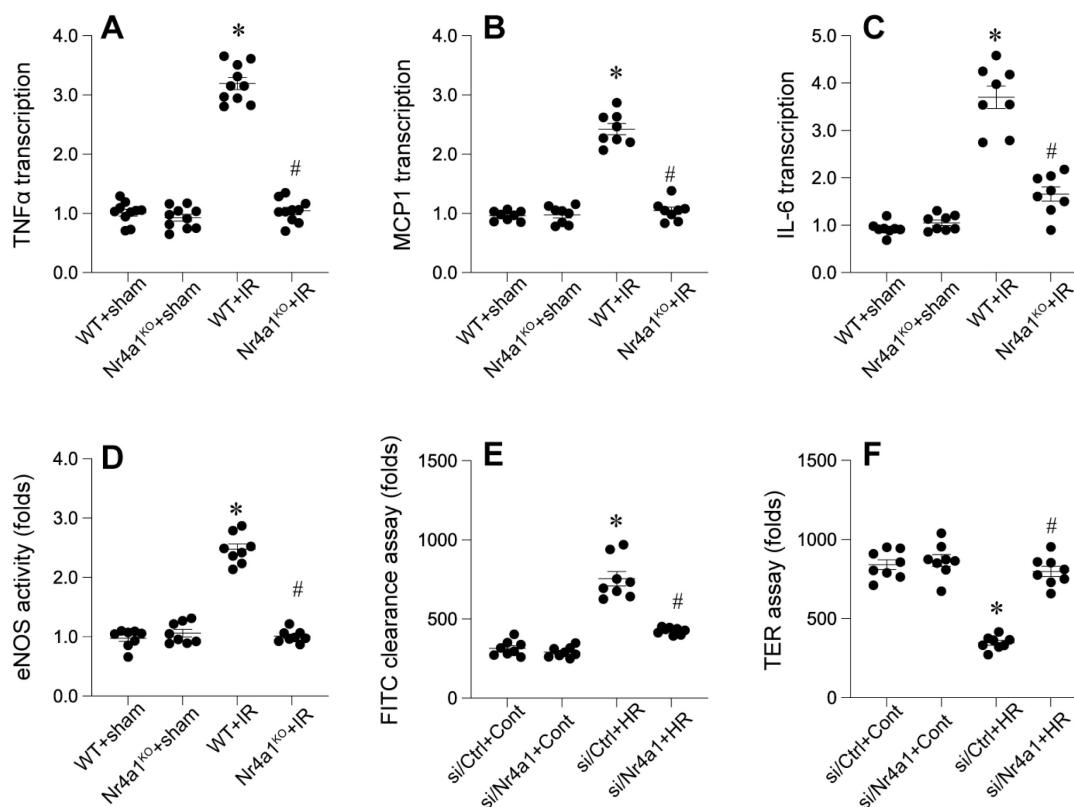 A
TNFα transcription
4.0
3.0
2.0
1.0
0.0
*
#
WT+sham
Nr4a1KO+sham
WT+IR
Nr4a1KO+IR
B
MCP1 transcription
4.0
3.0
2.0
1.0
0.0
*
#
WT+sham
Nr4a1KO+sham
WT+IR
Nr4a1KO+IR
C
IL-6 transcription
5.0
4.0
3.0
2.0
1.0
0.0
*
#
WT+sham
Nr4a1KO+sham
WT+IR
Nr4a1KO+IR
D
eNOS activity (folds)
4.0
3.0
2.0
1.0
0.0
*
#
WT+sham
Nr4a1KO+sham
WT+IR
Nr4a1KO+IR
E
FITC clearance assay (folds)
1500
1000
500
0
*
#
si/Ctrl+Cont
si/Nr4a1+Cont
si/Ctrl+HR
si/Nr4a1+HR
F
TER assay (folds)
1500
1000
500
0
*
#
si/Ctrl+Cont
si/Nr4a1+Cont
si/Ctrl+HR
si/Nr4a1+HR